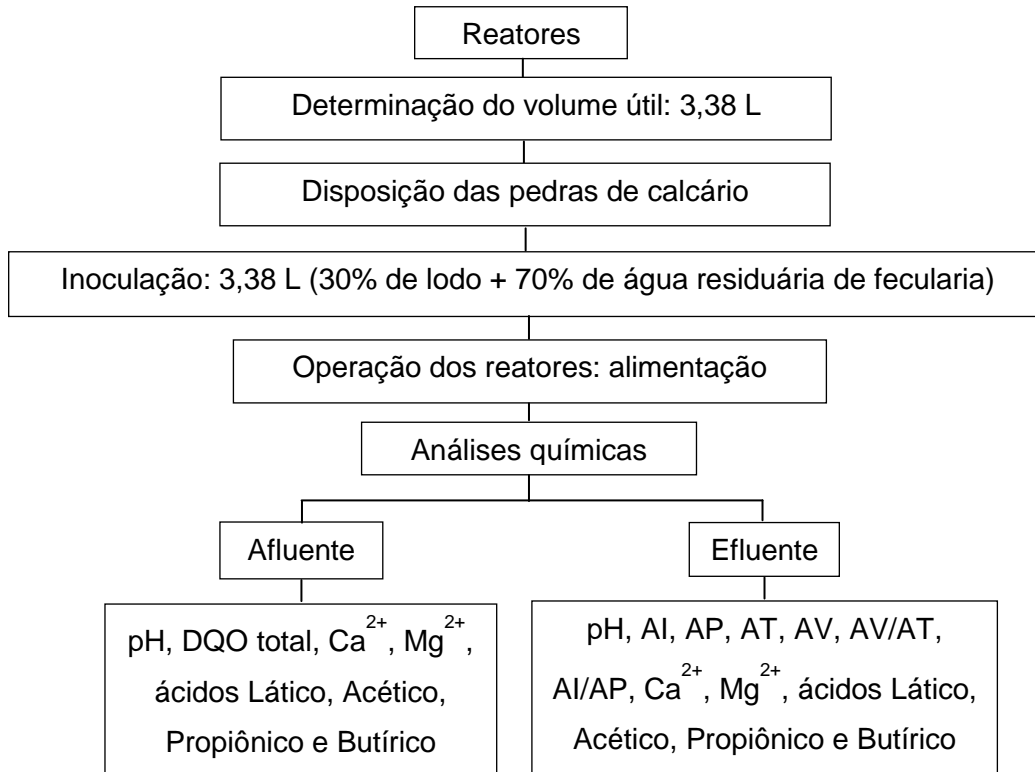 Reatores
Determinação do volume útil: 3,38 L
Disposição das pedras de calcário
Inoculação: 3,38 L (30% de lodo + 70% de água residuária de fecularia)
Operação dos reatores: alimentação
Análises químicas
Afluente
Efluente
pH, DQO total, Ca²⁺, Mg²⁺,
ácidos Lático, Acético,
Propiônico e Butírico
pH, AI, AP, AT, AV, AV/AT,
AI/AP, Ca²⁺, Mg²⁺, ácidos Lático,
Acético, Propiônico e Butírico